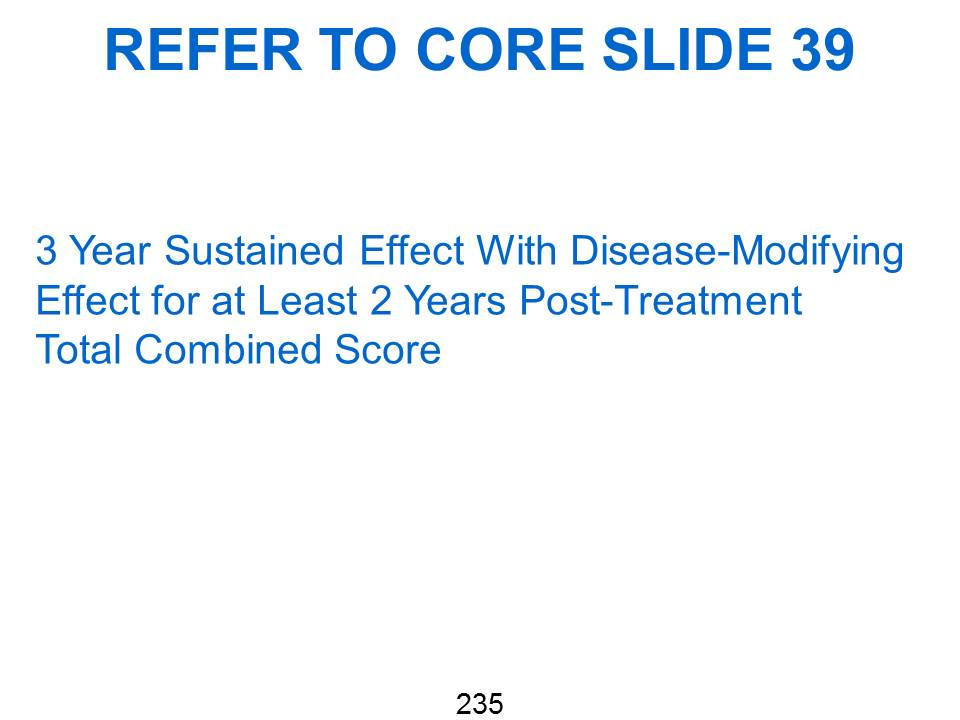 REFER TO CORE SLIDE 39
3 Year Sustained Effect With Disease-Modifying
Effect for at Least 2 Years Post-Treatment
Total Combined Score
235